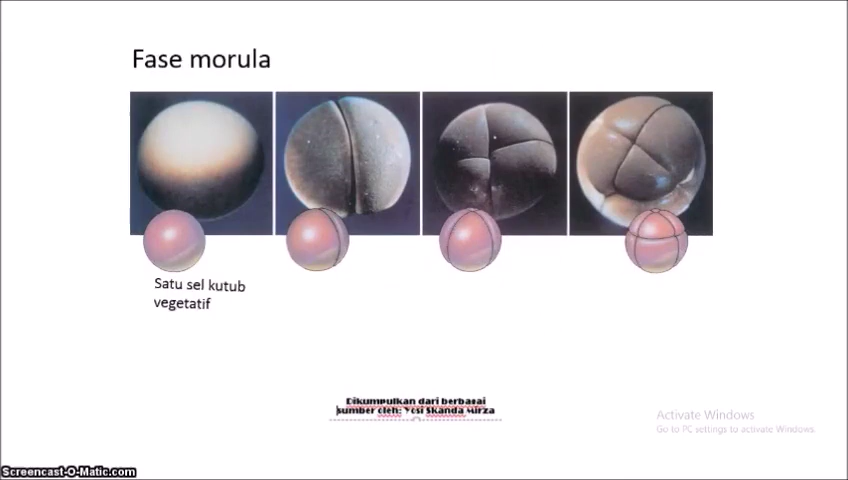 Fase morula
Satu sel kutub
vegetatif
Dikumpulkan dari berbagai
sumber oleh: Yosi Skanda Mirza
Activate Windows
Go to PC settings to activate Windows.
Screencast-O-Matic.com